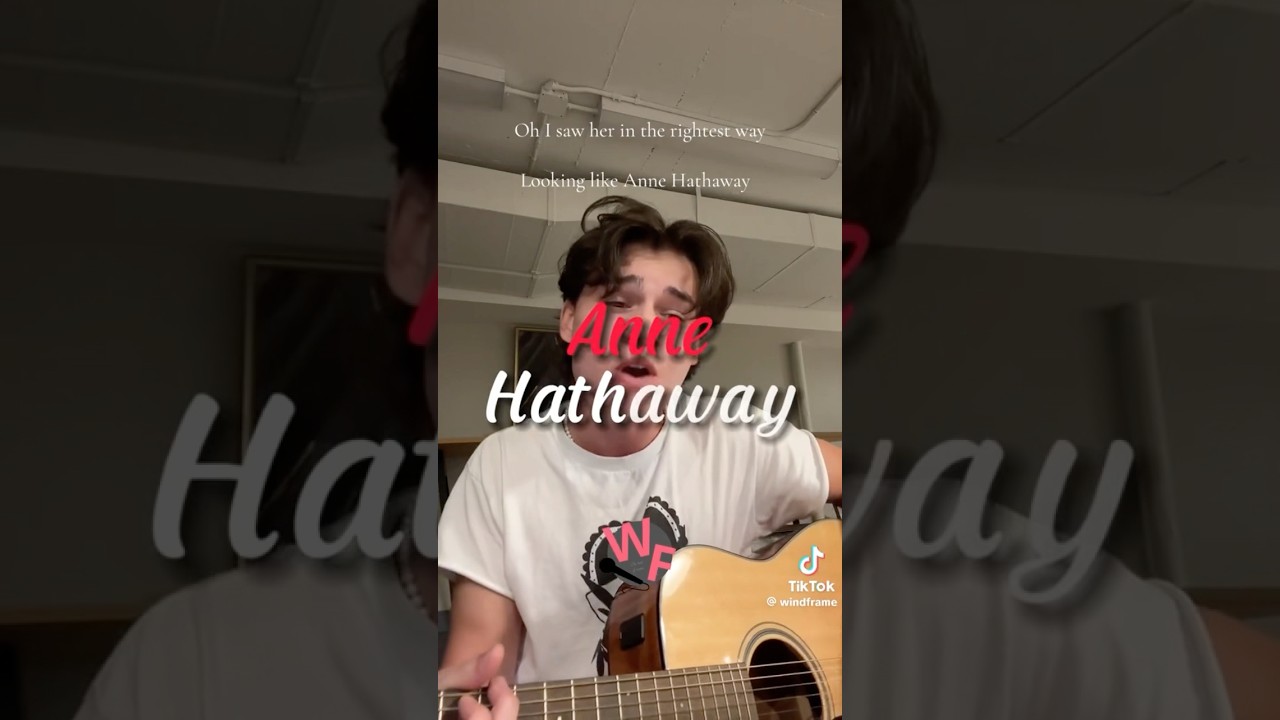 Oh I saw her in the rightest way
Looking like Anne Hathaway
Anne
Hathaway
WF
TikTok
@ windframe